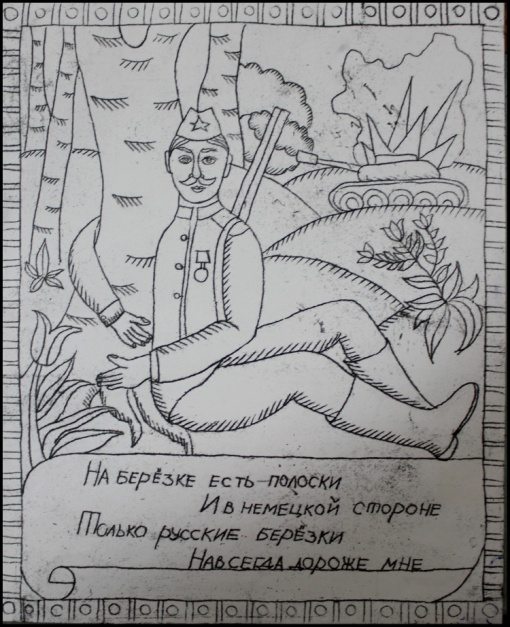 На берёзке есть полоски
И в немецкой стороне
Только русские берёзки
Навсегда дороже мне